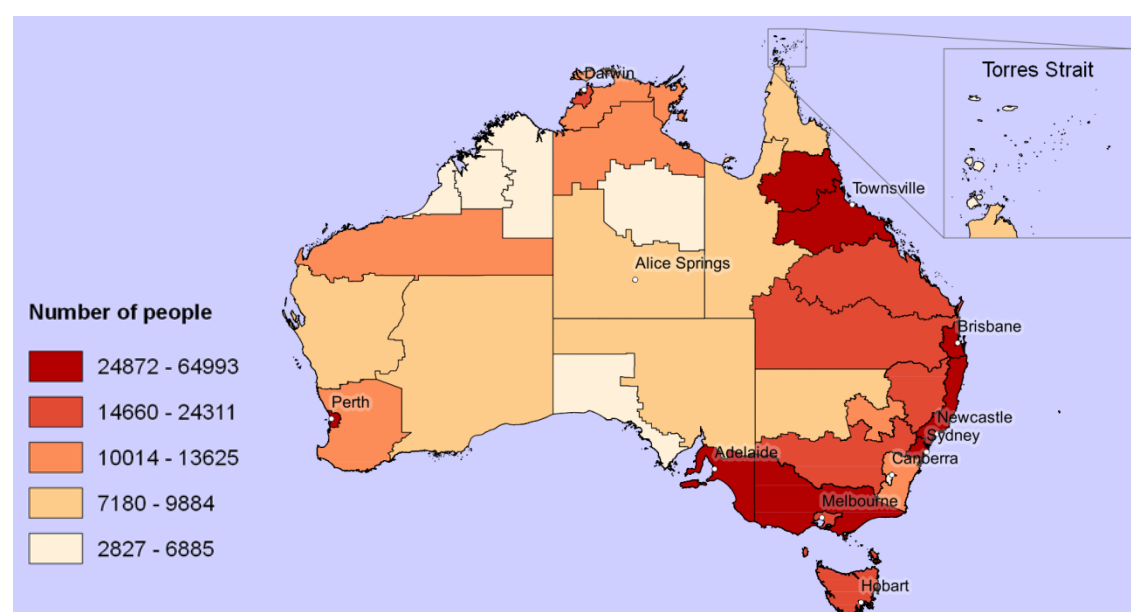 Torres Strait
Darwin
Townsville
Alice Springs
Brisbane
Perth
Newcastle
Sydney
Adelaide
Canberra
Melbourne
Hobart
Number of people
24872 - 64993
14660 - 24311
10014 - 13625
7180 - 9884
2827 - 6885